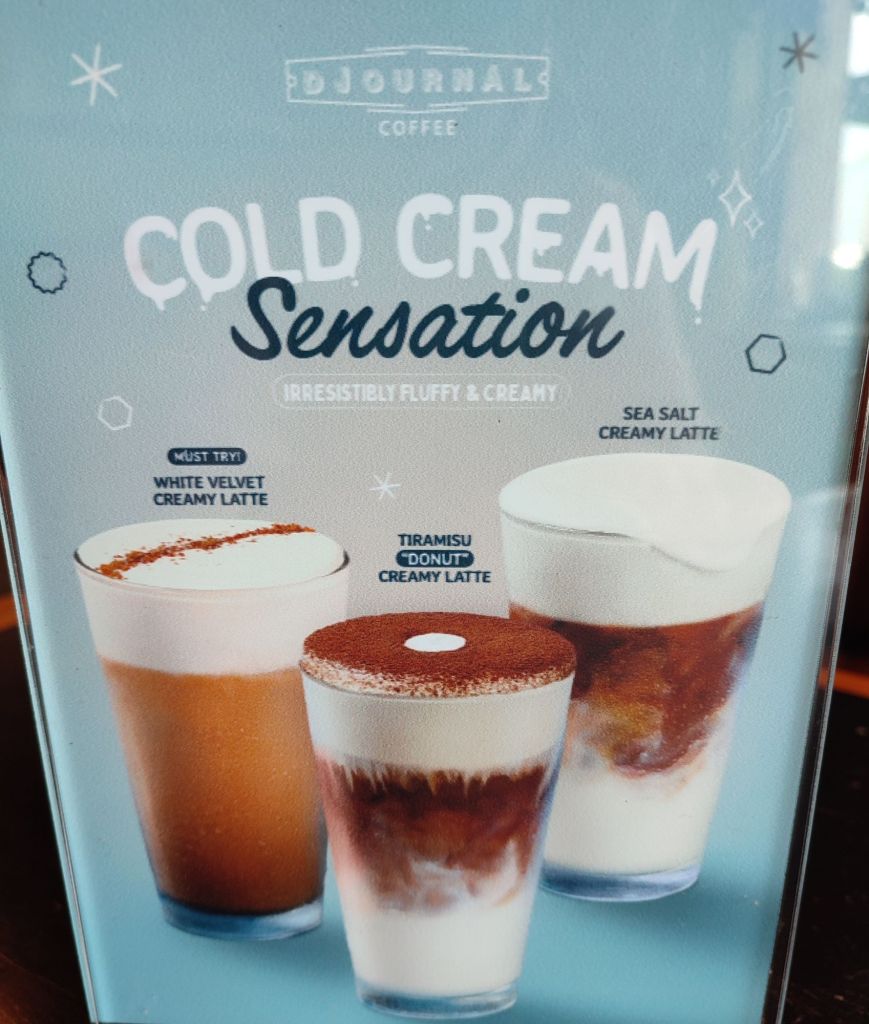 DJOURNAL
COFFEE
COLD CREAM
Sensation
IRRESISTIBLY FLUFFY & CREAMY
SEA SALT
CREAMY LATTE
MUST TRY!
WHITE VELVET
CREAMY LATTE
TIRAMISU
"DONUT"
CREAMY LATTE